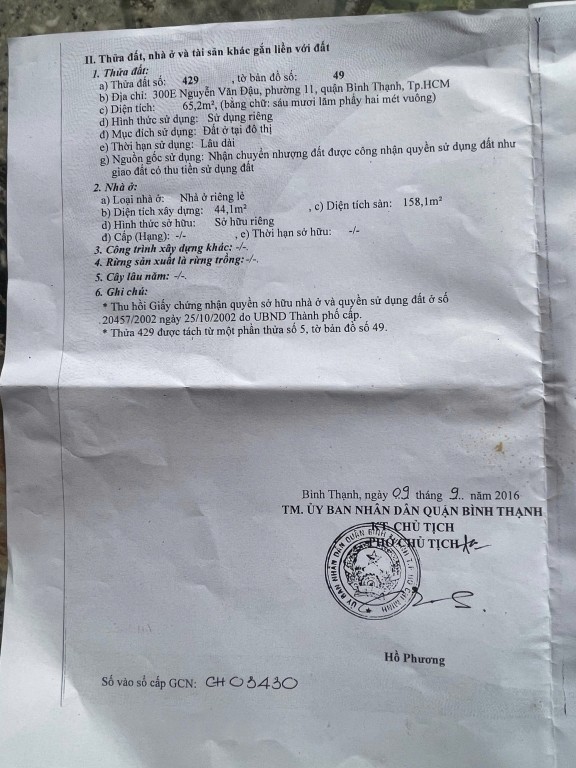 II. Thửa đất, nhà ở và tài sản khác gắn liền với đất
1. Thửa đất:
a) Thửa đất số: 429 , tờ bản đồ số: 49
b) Địa chỉ: 300E Nguyễn Văn Đậu, phường 11, quận Bình Thạnh, Tp.HCM
c) Diện tích: 65,2m², (bằng chữ: sáu mươi lăm phẩy hai mét vuông)
d) Hình thức sử dụng: Sử dụng riêng
đ) Mục đích sử dụng: Đất ở tại đô thị
e) Thời hạn sử dụng: Lâu dài
g) Nguồn gốc sử dụng: Nhận chuyển nhượng đất được công nhận quyền sử dụng đất như
giao đất có thu tiền sử dụng đất
2. Nhà ở:
a) Loại nhà ở: Nhà ở riêng lẻ
b) Diện tích xây dựng: 44,1m² , c) Diện tích sàn: 158,1m²
d) Hình thức sở hữu: Sở hữu riêng
đ) Cấp (Hạng): -/- , e) Thời hạn sở hữu: -/-
3. Công trình xây dựng khác: -/-.
4. Rừng sản xuất là rừng trồng: -/-.
5. Cây lâu năm: -/-.
6. Ghi chú:
* Thu hồi Giấy chứng nhận quyền sở hữu nhà ở và quyền sử dụng đất ở số
20457/2002 ngày 25/10/2002 do UBND Thành phố cấp.
* Thửa 429 được tách từ một phần thửa số 5, tờ bản đồ số 49.
Bình Thạnh, ngày 09 tháng 9.. năm 2016
TM. ỦY BAN NHÂN DÂN QUẬN BÌNH THẠNH
KT. CHỦ TỊCH
PHÓ CHỦ TỊCH
Hồ Phương
Số vào sổ cấp GCN: CH03430